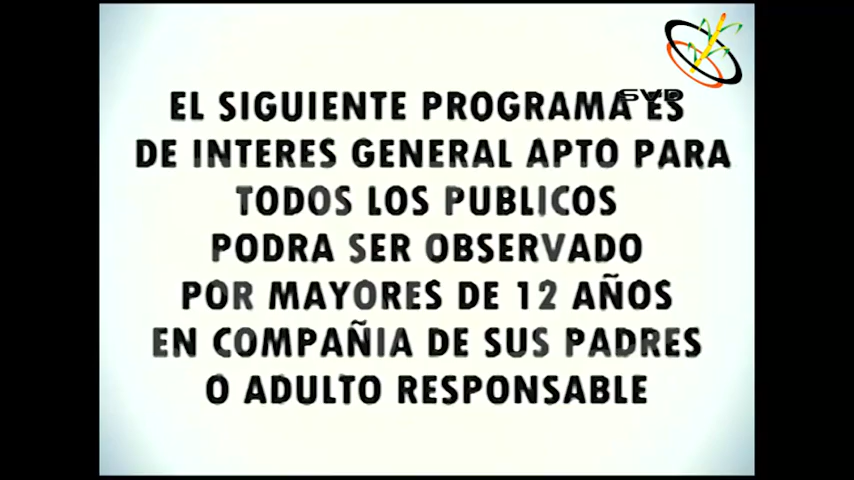 SVD
EL SIGUIENTE PROGRAMA ES
DE INTERES GENERAL APTO PARA
TODOS LOS PUBLICOS
PODRA SER OBSERVADO
POR MAYORES DE 12 AÑOS
EN COMPAÑIA DE SUS PADRES
O ADULTO RESPONSABLE